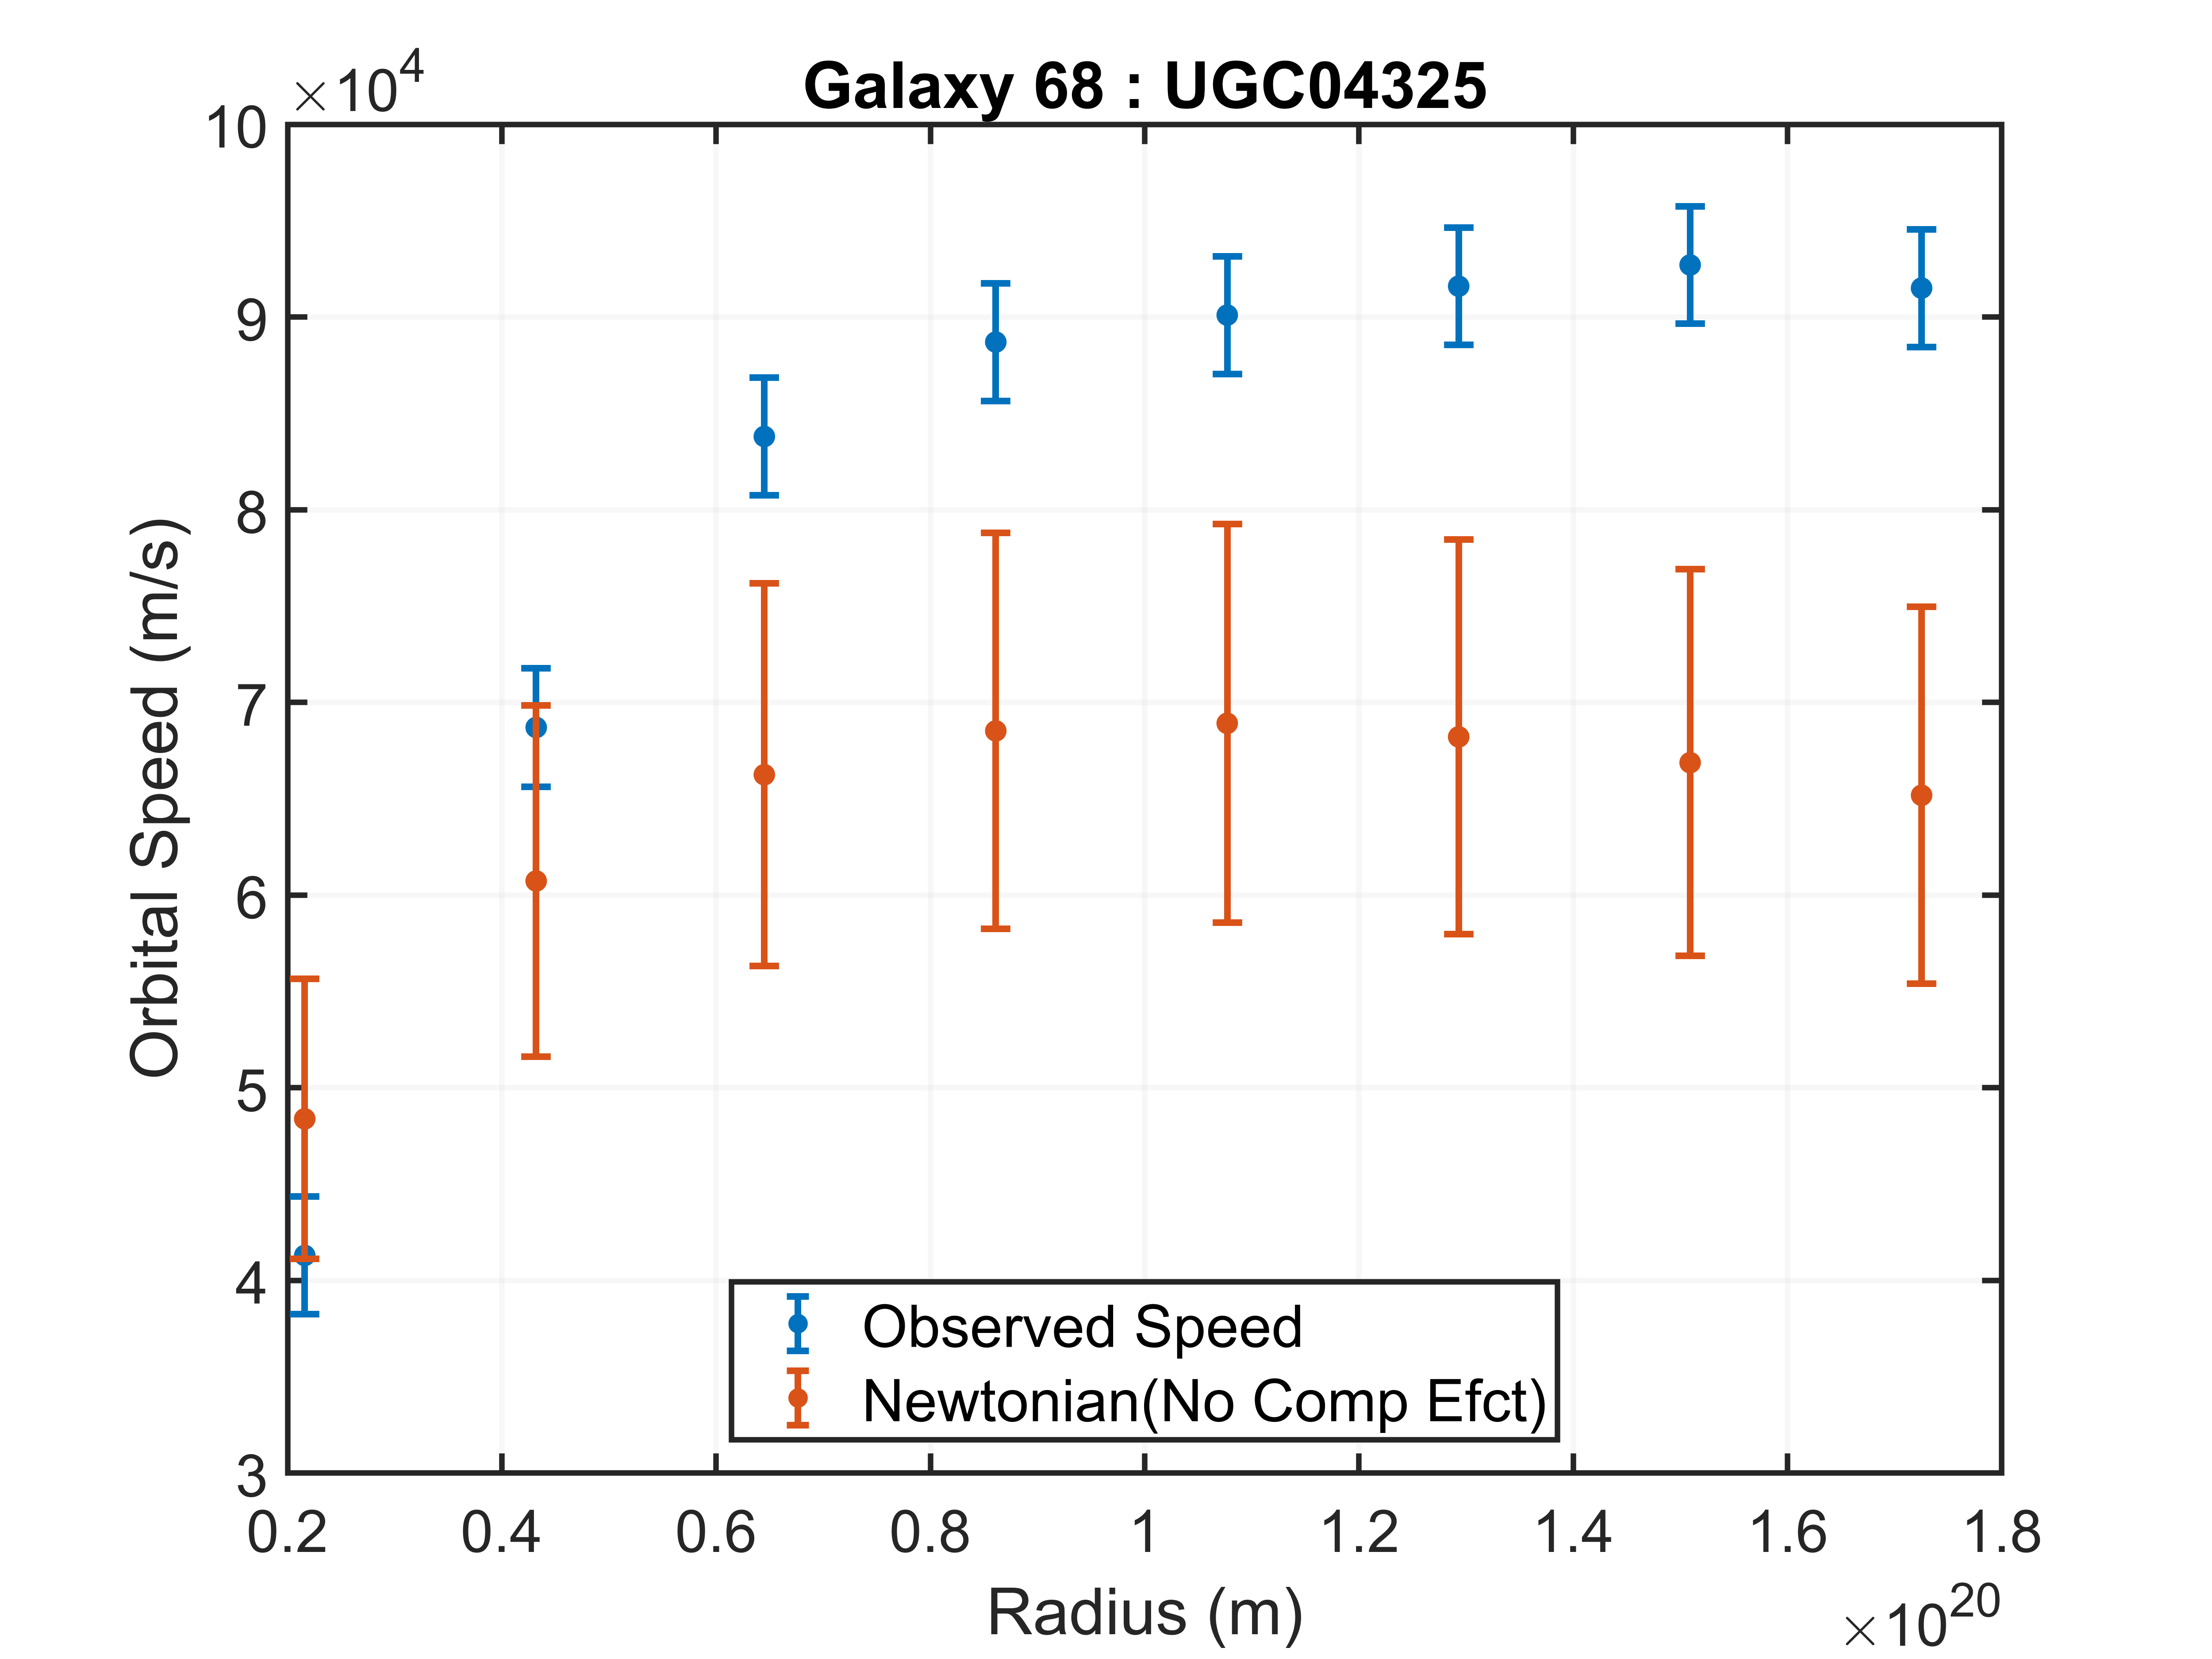 Galaxy 68 : UGC04325
×10⁴
10
9
8
7
6
5
4
3
Orbital Speed (m/s)
Observed Speed
Newtonian(No Comp Efct)
0.2 0.4 0.6 0.8 1 1.2 1.4 1.6 1.8
Radius (m)
×10²⁰